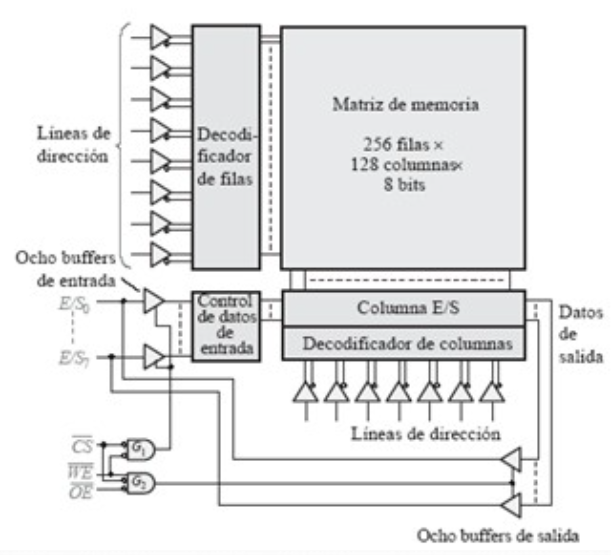 Líneas de
dirección
Decodi-
ficador
de filas
Matriz de memoria
256 filas ×
128 columnas×
8 bits
Ocho buffers
de entrada
E/S0
E/S7
Control
de datos
de entrada
Columna E/S
Decodificador de columnas
Datos
de
salida
Líneas de dirección
CS
WE
OE
G1
G2
Ocho buffers de salida